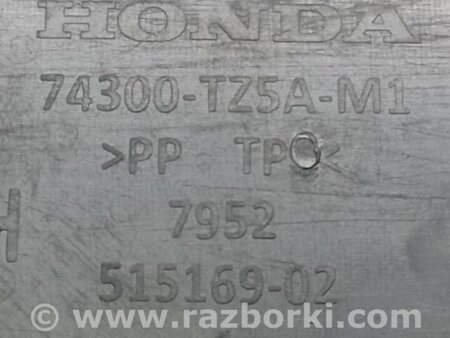 HONDA
74300-TZ5A-M1
>PP TPO<
7952
H
515169-02
© www.razborki.com/